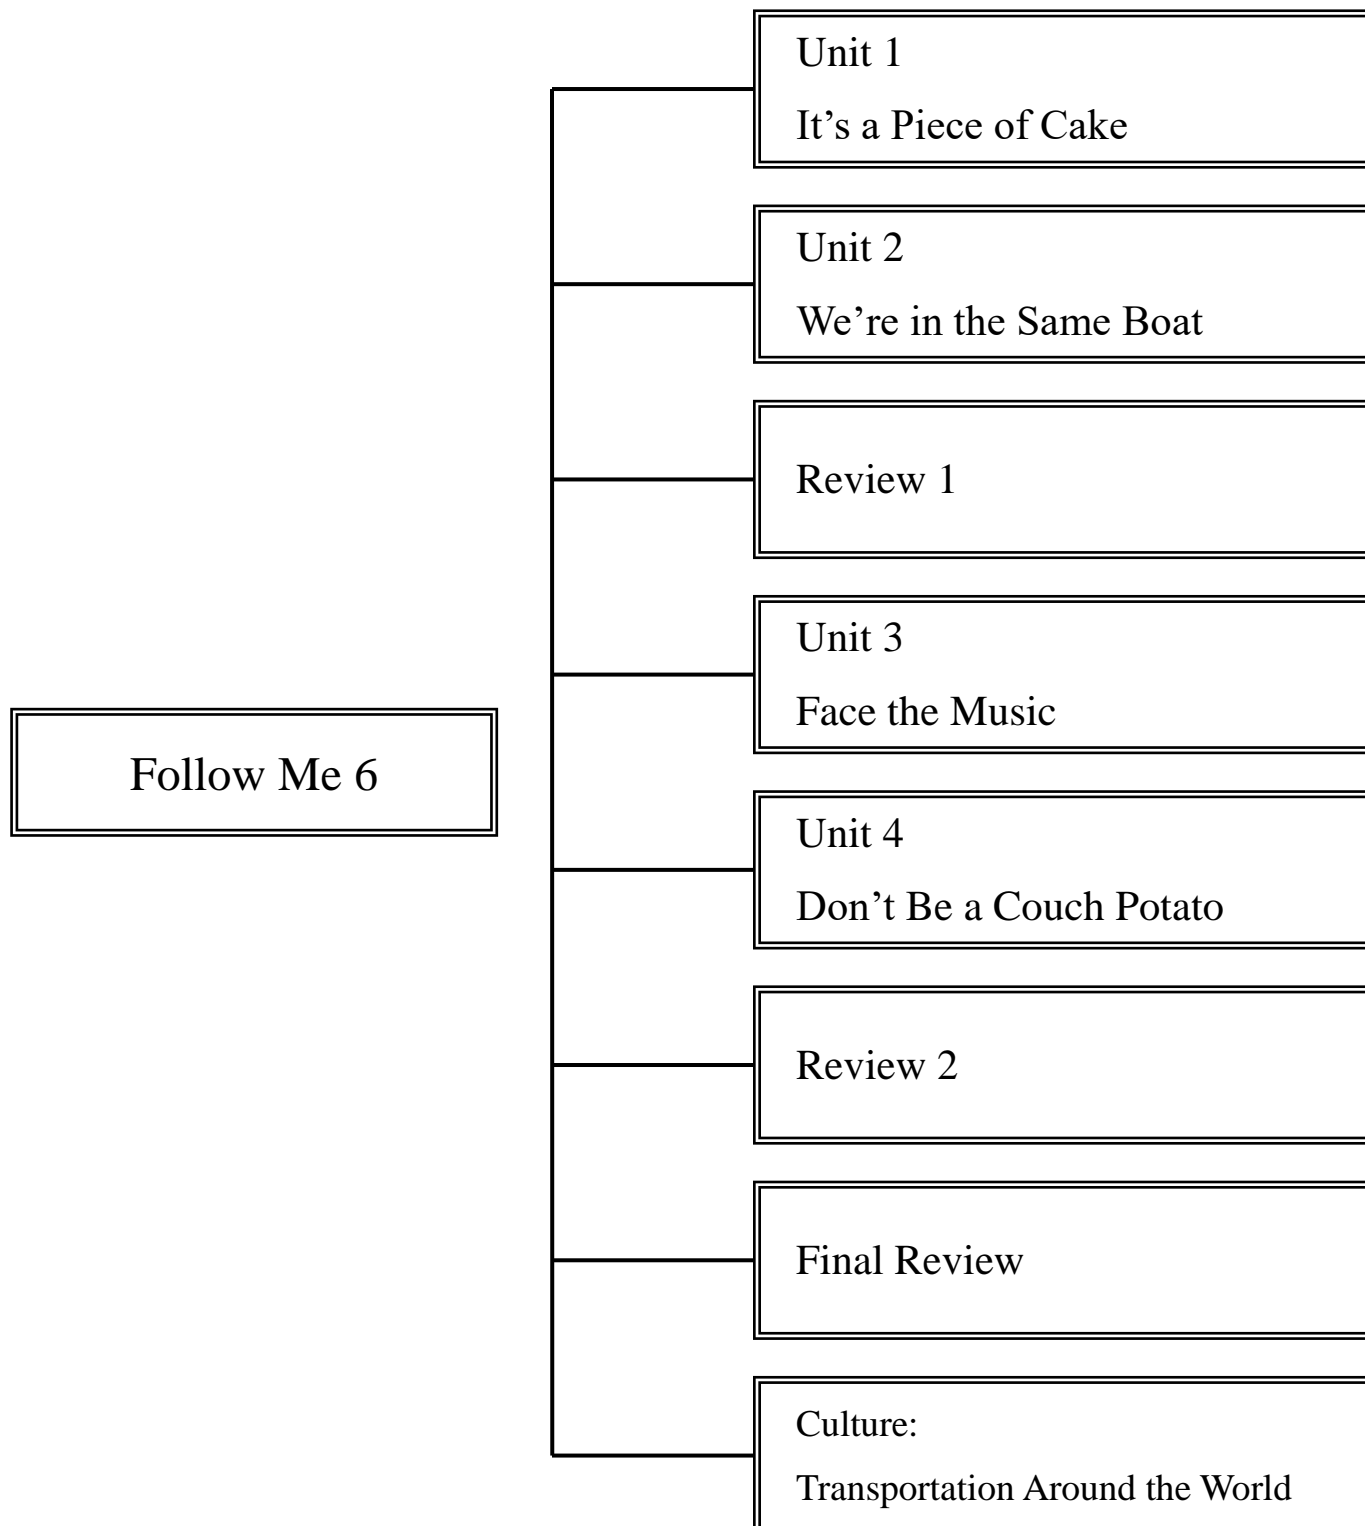 Follow Me 6
Unit 1
It’s a Piece of Cake
Unit 2
We’re in the Same Boat
Review 1
Unit 3
Face the Music
Unit 4
Don’t Be a Couch Potato
Review 2
Final Review
Culture:
Transportation Around the World